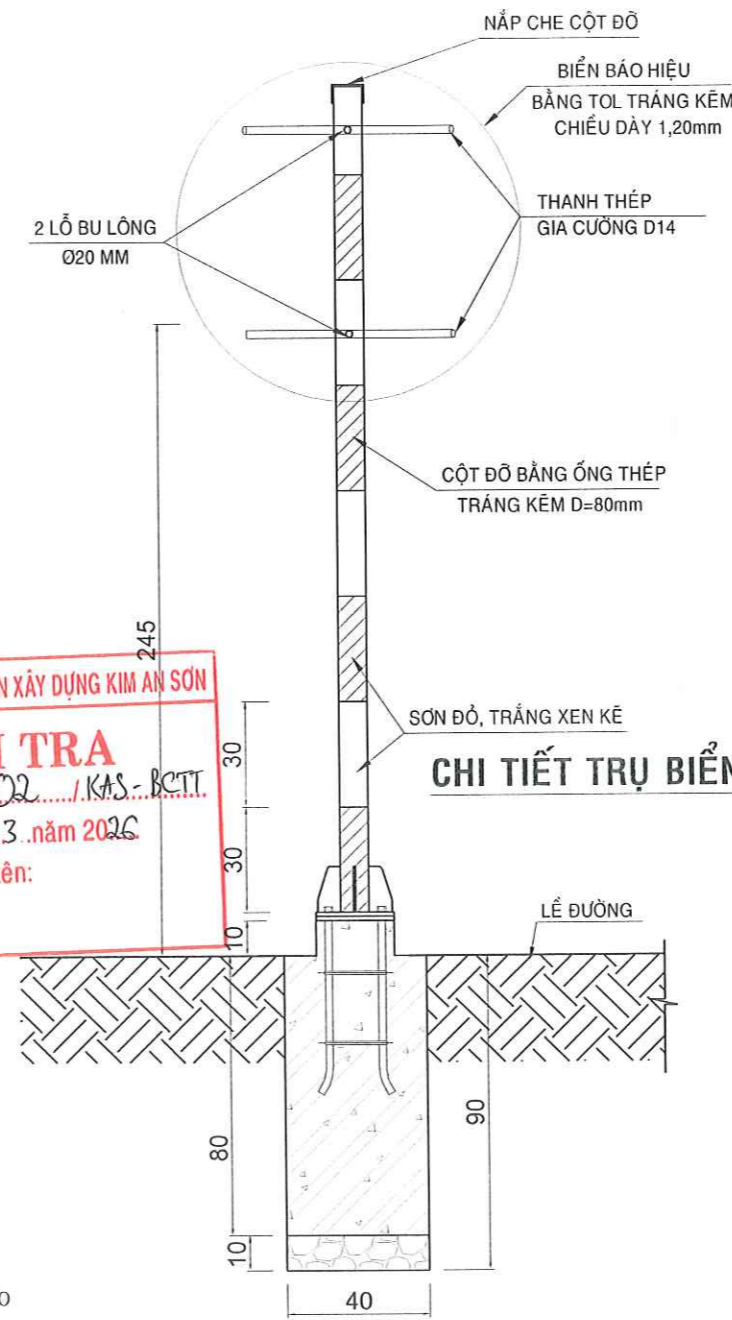 NẮP CHE CỘT ĐỠ
BIỂN BÁO HIỆU
BẰNG TOL TRÁNG KẼM
CHIỀU DÀY 1,20mm
2 LỖ BU LÔNG
Ø20 MM
THANH THÉP
GIA CƯỜNG D14
CỘT ĐỠ BẰNG ỐNG THÉP
TRÁNG KẼM D=80mm
245
N XÂY DỰNG KIM AN SƠN
TRA
02 / KAS-BCTT
3 năm 2026
ên:
SƠN ĐỎ, TRẮNG XEN KẼ
30
CHI TIẾT TRỤ BIỂN
30
10
LỀ ĐƯỜNG
80
90
10
40